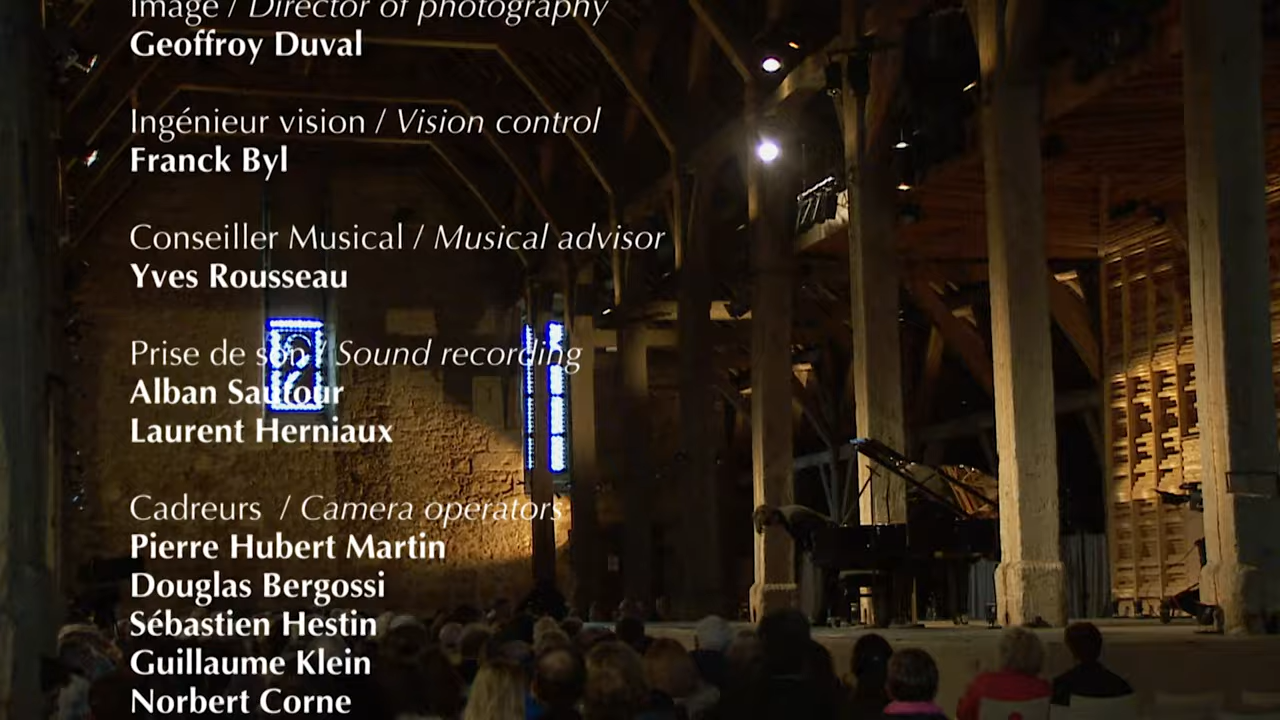 Image / Director of photography
Geoffroy Duval
Ingénieur vision / Vision control
Franck Byl
Conseiller Musical / Musical advisor
Yves Rousseau
Prise de son / Sound recording
Alban Sautour
Laurent Herniaux
Cadreurs / Camera operators
Pierre Hubert Martin
Douglas Bergossi
Sébastien Hestin
Guillaume Klein
Norbert Corne